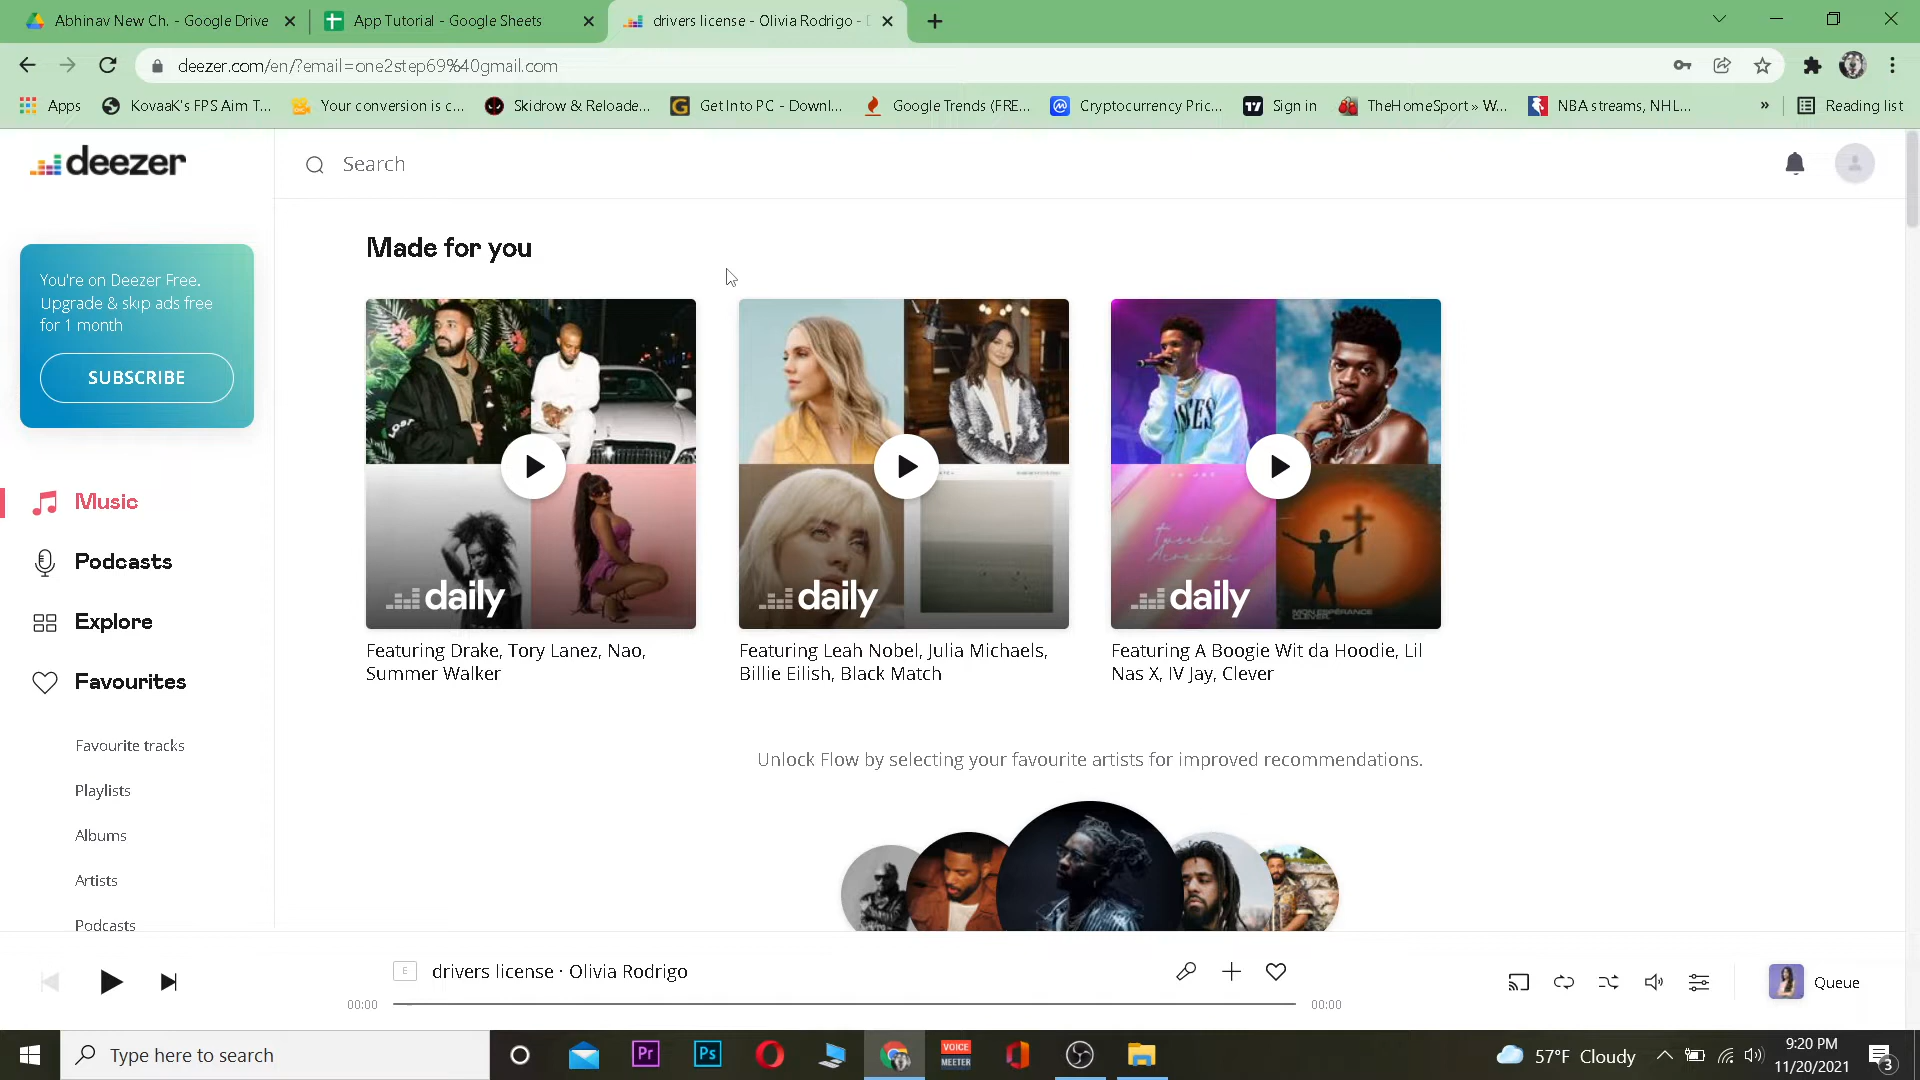 Abhinav New Ch. - Google Drive
App Tutorial - Google Sheets
drivers license - Olivia Rodrigo -
deezer.com/en/?email=one2step69%40gmail.com
Apps
KovaaK's FPS Aim T...
Your conversion is c...
Skidrow & Reloade...
Get Into PC - Downl...
Google Trends (FRE...
Cryptocurrency Pric...
Sign in
TheHomeSport » W...
NBA streams, NHL...
»
Reading list
deezer
Search
Made for you
You're on Deezer Free.
Upgrade & skip ads free
for 1 month
SUBSCRIBE
Music
Podcasts
Explore
Favourites
Favourite tracks
Playlists
Albums
Artists
Podcasts
daily
daily
daily
Featuring Drake, Tory Lanez, Nao,
Summer Walker
Featuring Leah Nobel, Julia Michaels,
Billie Eilish, Black Match
Featuring A Boogie Wit da Hoodie, Lil
Nas X, IV Jay, Clever
Unlock Flow by selecting your favourite artists for improved recommendations.
E
drivers license · Olivia Rodrigo
00:00
00:00
Queue
Type here to search
Pr
Ps
VOICE
MEETER
57°F Cloudy
9:20 PM
11/20/2021
3